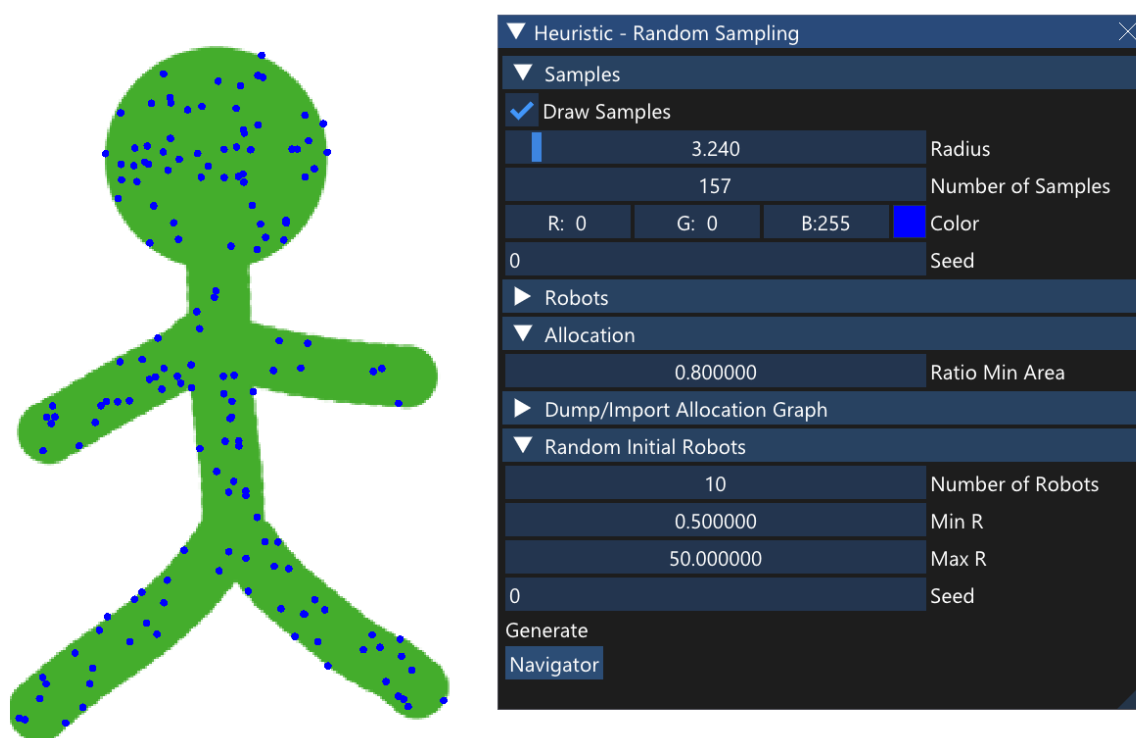 Heuristic - Random Sampling
Samples
Draw Samples
3.240 Radius
157 Number of Samples
R: 0 G: 0 B:255 Color
0 Seed
Robots
Allocation
0.800000 Ratio Min Area
Dump/Import Allocation Graph
Random Initial Robots
10 Number of Robots
0.500000 Min R
50.000000 Max R
0 Seed
Generate
Navigator